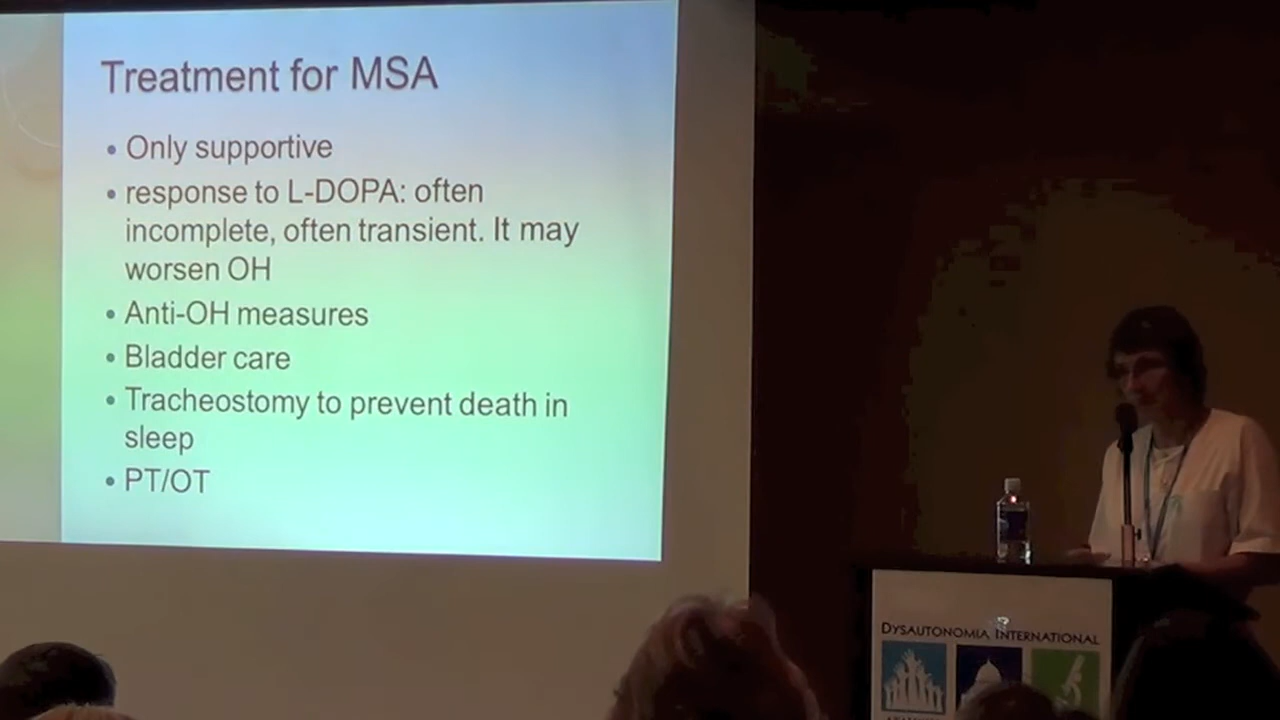 Treatment for MSA
• Only supportive
• response to L-DOPA: often
incomplete, often transient. It may
worsen OH
• Anti-OH measures
• Bladder care
• Tracheostomy to prevent death in
sleep
• PT/OT
DYSAUTONOMIA INTERNATIONAL